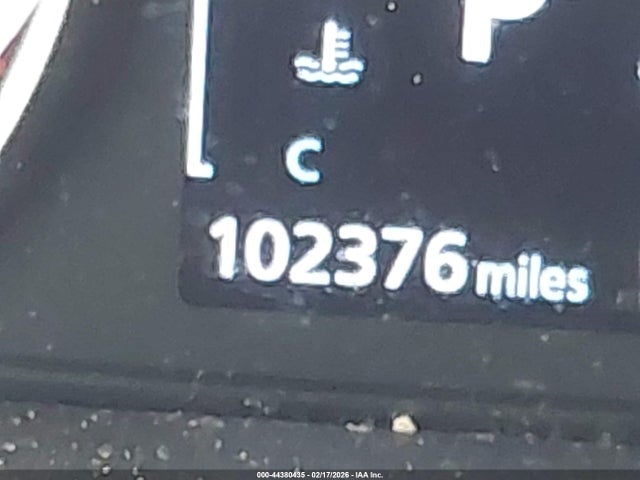 P
C
102376 miles
000-44380435 - 02/17/2026 - IAA Inc.